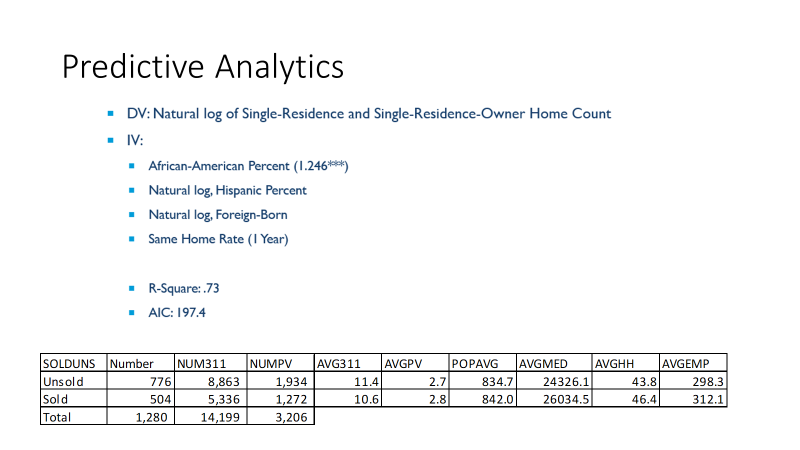 Predictive Analytics
DV: Natural log of Single-Residence and Single-Residence-Owner Home Count
IV:
African-American Percent (1.246***)
Natural log, Hispanic Percent
Natural log, Foreign-Born
Same Home Rate (1 Year)
R-Square: .73
AIC: 197.4
SOLDUNS Number NUM311 NUMPV AVG311 AVGPV POPAVG AVGMED AVGHH AVGEMP
Unsold 776 8,863 1,934 11.4 2.7 834.7 24326.1 43.8 298.3
Sold 504 5,336 1,272 10.6 2.8 842.0 26034.5 46.4 312.1
Total 1,280 14,199 3,206